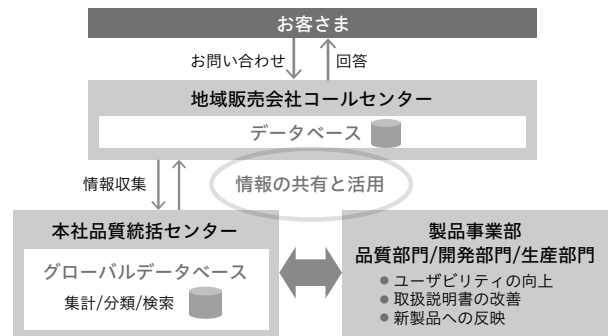 お客さま
お問い合わせ
回答
地域販売会社コールセンター
データベース
情報収集
情報の共有と活用
本社品質統括センター
グローバルデータベース
集計/分類/検索
製品事業部
品質部門/開発部門/生産部門
● ユーザビリティの向上
● 取扱説明書の改善
● 新製品への反映